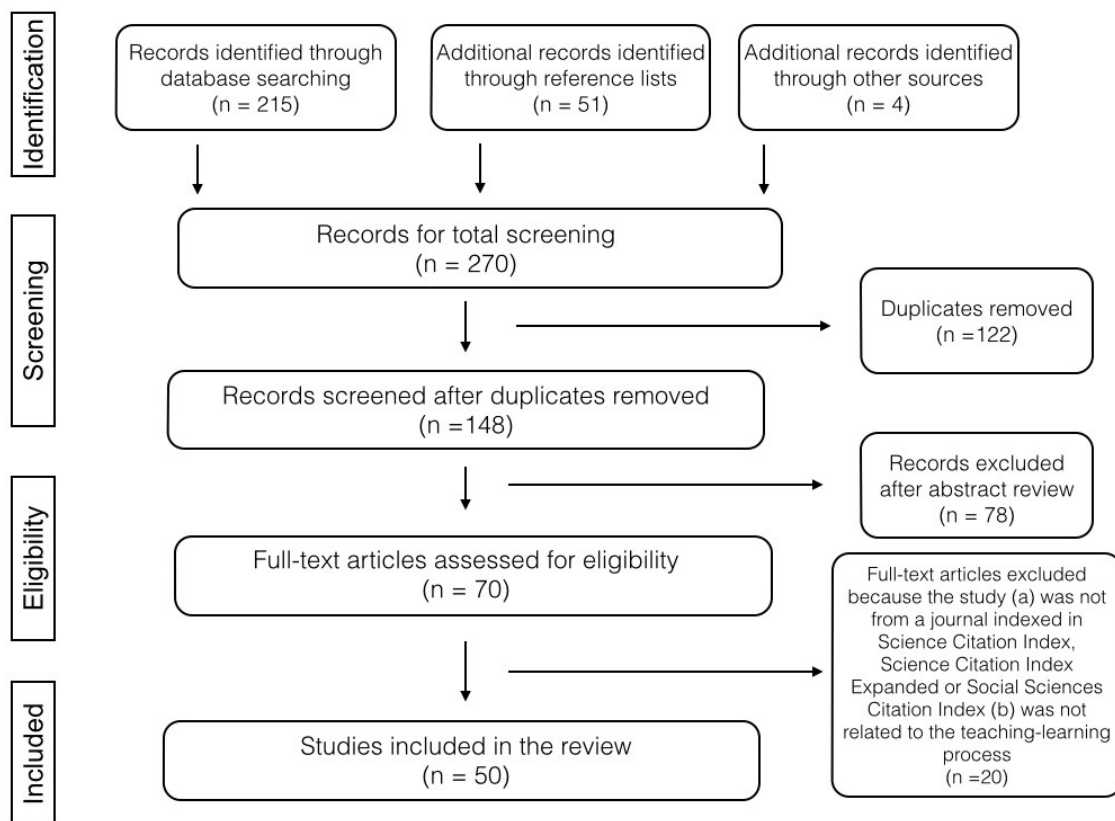 Identification
Records identified through
database searching
(n = 215)
Additional records identified
through reference lists
(n = 51)
Additional records identified
through other sources
(n = 4)
Screening
Records for total screening
(n = 270)
Duplicates removed
(n =122)
Records screened after duplicates removed
(n =148)
Eligibility
Records excluded
after abstract review
(n = 78)
Full-text articles assessed for eligibility
(n = 70)
Full-text articles excluded
because the study (a) was not
from a journal indexed in
Science Citation Index,
Science Citation Index
Expanded or Social Sciences
Citation Index (b) was not
related to the teaching-learning
process
(n =20)
Included
Studies included in the review
(n = 50)